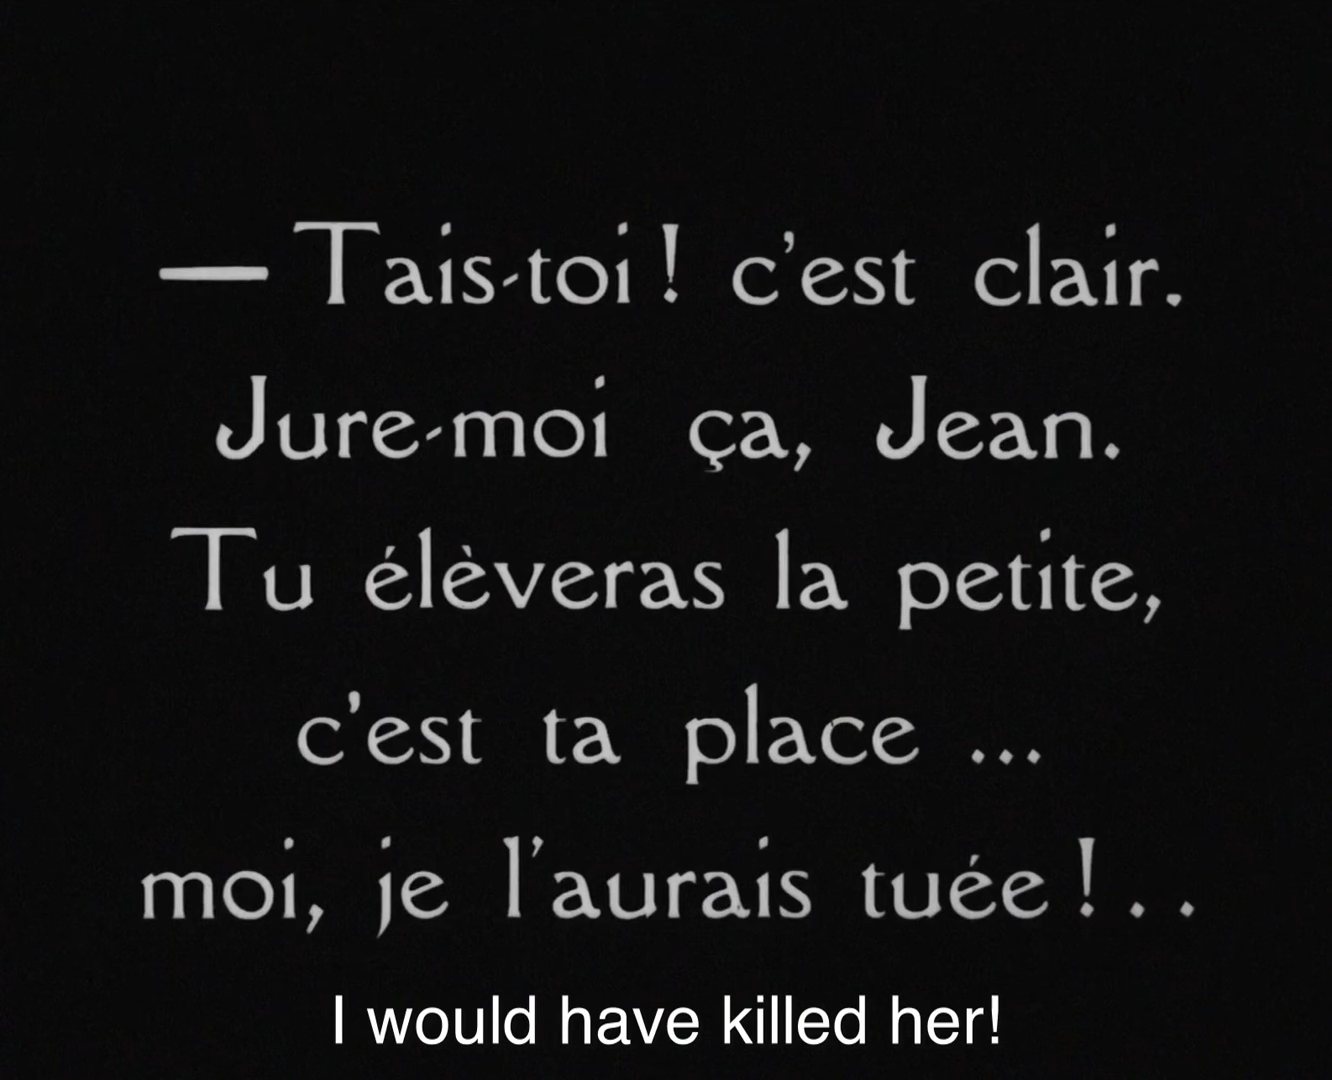 — Tais-toi ! c'est clair.
Jure-moi ça, Jean.
Tu élèveras la petite,
c'est ta place ...
moi, je l'aurais tuée ! . .
I would have killed her!